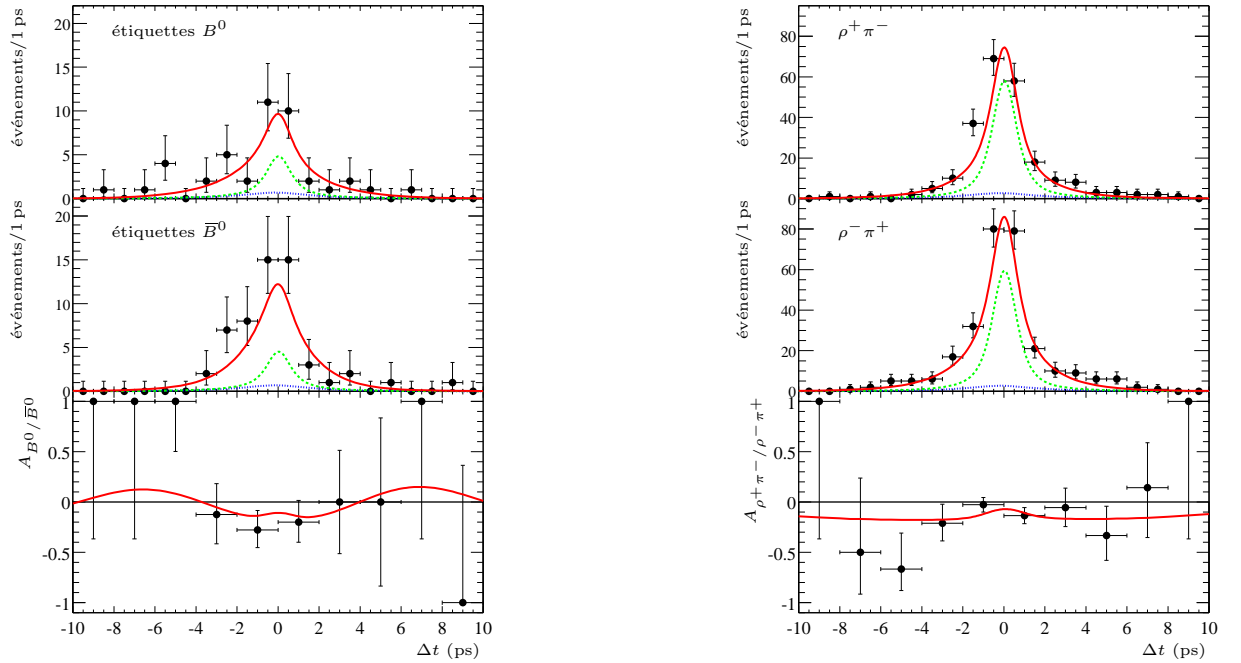 étiquettes B⁰
événements/1 ps
20
15
10
5
0
étiquettes B̅⁰
événements/1 ps
20
15
10
5
0
A B⁰/B̅⁰
1
0.5
0
-0.5
-1
-10 -8 -6 -4 -2 0 2 4 6 8 10
Δt (ps)
ρ⁺π⁻
événements/1 ps
80
60
40
20
0
ρ⁻π⁺
événements/1 ps
80
60
40
20
0
A ρ⁺π⁻/ρ⁻π⁺
1
0.5
0
-0.5
-1
-10 -8 -6 -4 -2 0 2 4 6 8 10
Δt (ps)